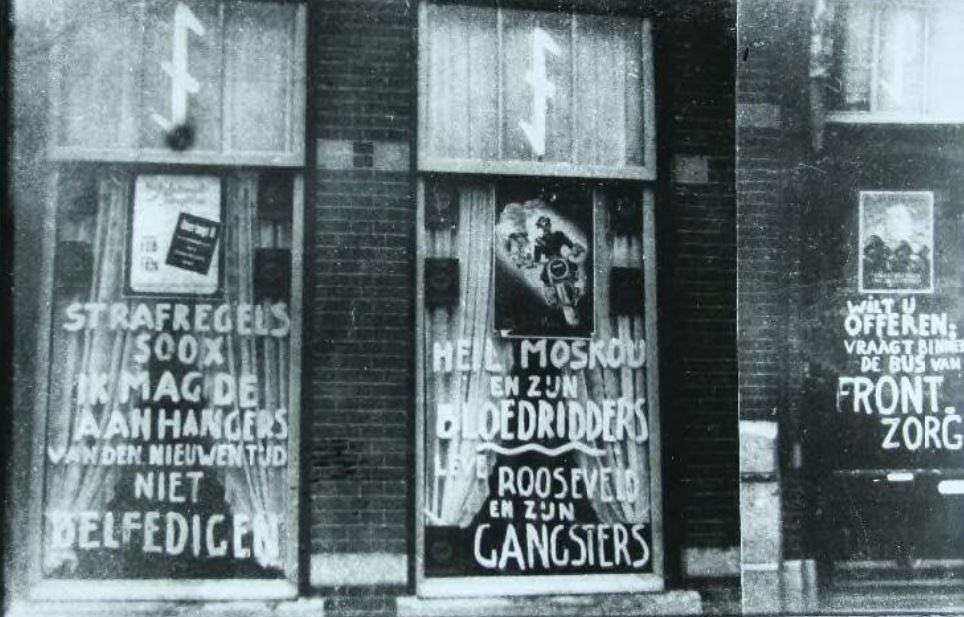 STRAFREGELS
500X
IK MAG DE
AANHANGERS
VAN DEN NIEUWEN TIJD
NIET
BELEEDIGEN
HEIL MOSKOU
EN ZIJN
BLOEDRIDDERS
LEVE ROOSEVELD
EN ZIJN
GANGSTERS
WILT U
OFFEREN;
VRAAGT BINNEN
DE BUS VAN
FRONT-
ZORG